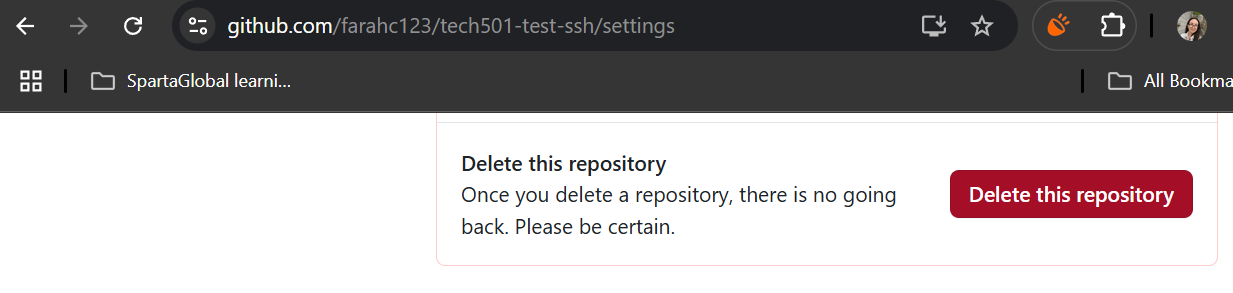 github.com/farahc123/tech501-test-ssh/settings
SpartaGlobal learni...
All Bookma
Delete this repository
Once you delete a repository, there is no going
back. Please be certain.
Delete this repository